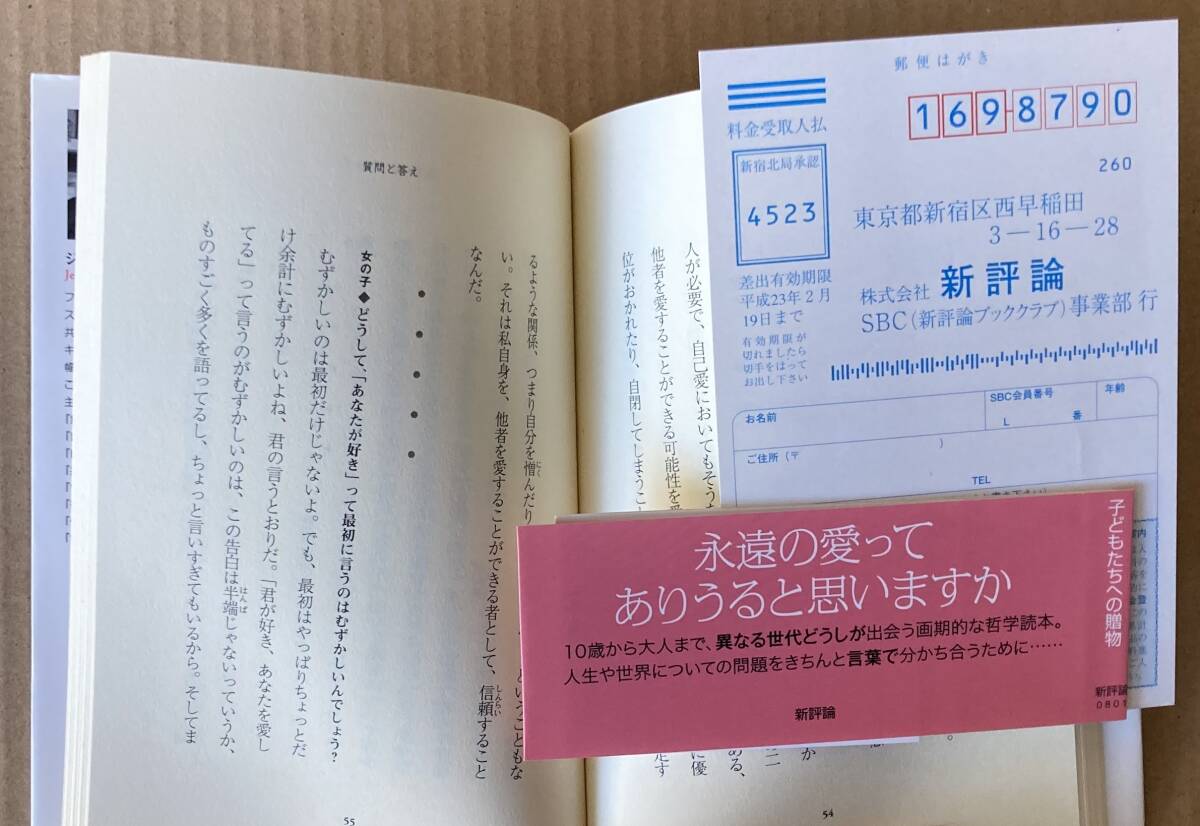 郵便はがき
料金受取人払
新宿北局承認
4523
差出有効期限
平成23年2月
19日まで
有効期限が
切れましたら
切手をはって
お出し下さい
1698790
260
東京都新宿区西早稲田
3―16―28
株式会社 新評論
SBC(新評論ブッククラブ)事業部 行
お名前
SBC会員番号
L 番
年齢
ご住所(〒 )
TEL
人が必要で、自己愛においてもそう
他者を愛することができる可能性を
位がおかれたり、自閉してしまうこ
54
質問と答え
るような関係、つまり自分を憎んだり
い。それは私自身を、他者を愛することができる者として、信頼すること
なんだ。
女の子◆どうして、「あなたが好き」って最初に言うのはむずかしいんでしょう?
むずかしいのは最初だけじゃないよ。でも、最初はやっぱりちょっとだ
け余計にむずかしいよね、君の言うとおりだ。「君が好き、あなたを愛し
てる」って言うのがむずかしいのは、この告白は半端じゃないっていうか、
ものすごく多くを語ってるし、ちょっと言いすぎてもいるから。そしてま
55
永遠の愛って
ありうると思いますか
10歳から大人まで、異なる世代どうしが出会う画期的な哲学読本。
人生や世界についての問題をきちんと言葉で分かち合うために……
新評論
子どもたちへの贈物
新評論
0801